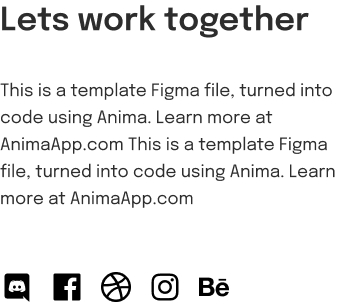 Lets work together
This is a template Figma file, turned into
code using Anima. Learn more at
AnimaApp.com This is a template Figma
file, turned into code using Anima. Learn
more at AnimaApp.com
Bē